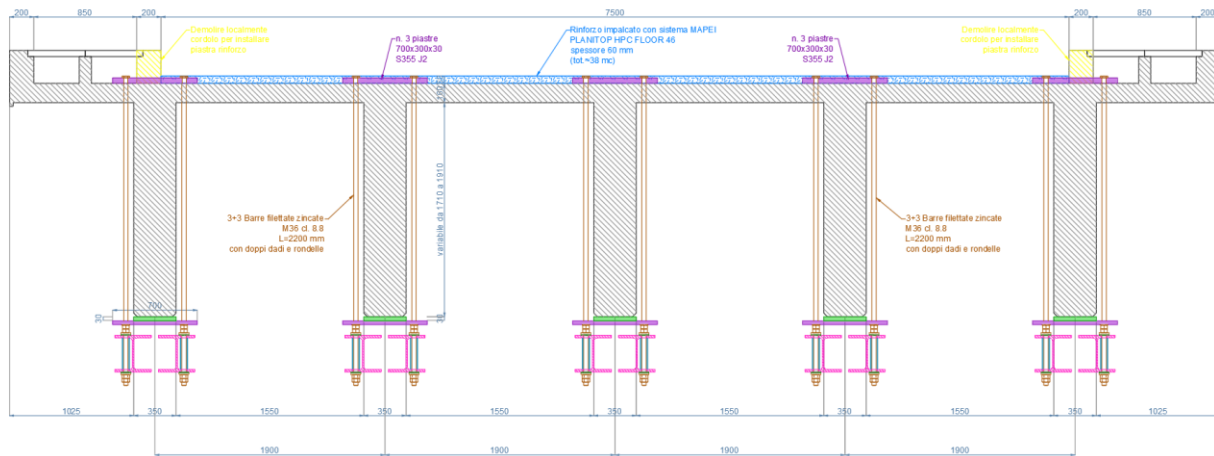 200
850
200
7500
200
850
200
Demolire localmente
cordolo per installare
piastra rinforzo
n. 3 piastre
700x300x30
S355 J2
Rinforzo impalcato con sistema MAPEI
PLANITOP HPC FLOOR 46
spessore 60 mm
(tot.≈38 mc)
n. 3 piastre
700x300x30
S355 J2
Demolire localmente
cordolo per installare
piastra rinforzo
180
variabile da 1710 a 1910
3+3 Barre filettate zincate
M36 cl. 8.8
L=2200 mm
con doppi dadi e rondelle
3+3 Barre filettate zincate
M36 cl. 8.8
L=2200 mm
con doppi dadi e rondelle
700
30
30
1025
350
1550
350
1550
350
1550
350
1550
350
1025
1900
1900
1900
1900